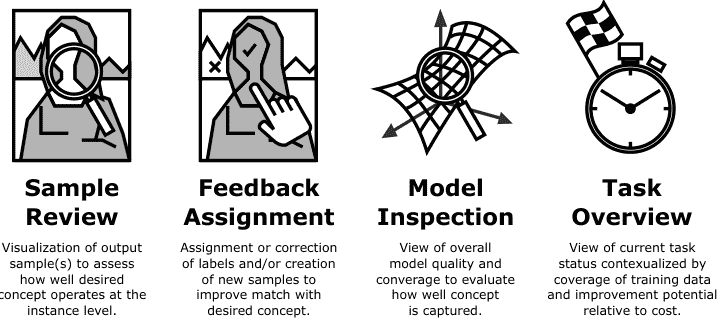 Sample
Review
Visualization of output
sample(s) to assess
how well desired
concept operates at the
instance level.
Feedback
Assignment
Assignment or correction
of labels and/or creation
of new samples to
improve match with
desired concept.
Model
Inspection
View of overall
model quality and
converage to evaluate
how well concept
is captured.
Task
Overview
View of current task
status contexualized by
coverage of training data
and improvement potential
relative to cost.